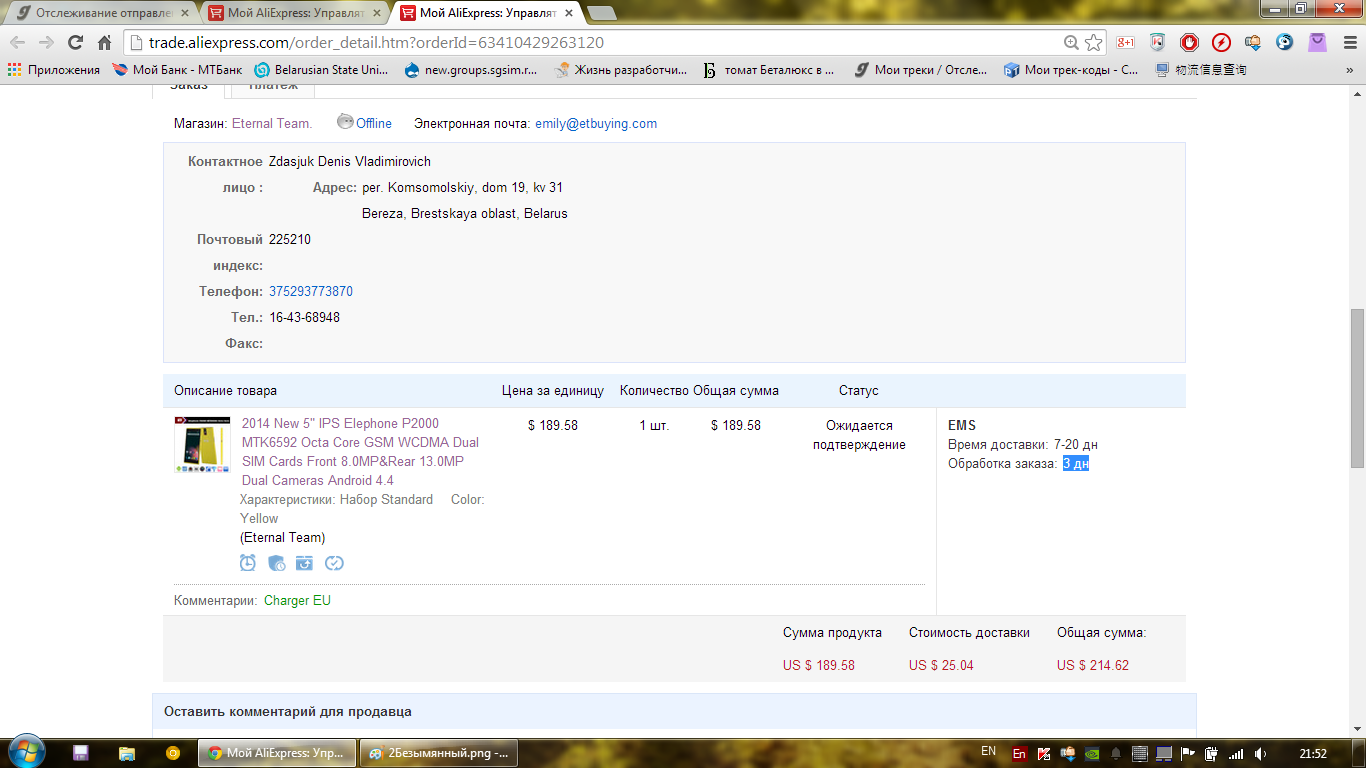 Отслеживание отправлен
Мой AliExpress: Управлят
Мой AliExpress: Управлят
trade.aliexpress.com/order_detail.htm?orderId=63410429263120
Приложения
Мой Банк - МТБанк
Belarusian State Uni...
new.groups.sgsim.r...
Жизнь разработчи...
томат Беталюкс в ...
Мои треки / Отсле...
Мои трек-коды - С...
物流信息查询
»
Заказ
Платеж
Магазин: Eternal Team. Offline Электронная почта: emily@etbuying.com
Контактное Zdasjuk Denis Vladimirovich
лицо : Адрес: per. Komsomolskiy, dom 19, kv 31
Bereza, Brestskaya oblast, Belarus
Почтовый 225210
индекс:
Телефон: 375293773870
Тел.: 16-43-68948
Факс:
Описание товара Цена за единицу Количество Общая сумма Статус
2014 New 5" IPS Elephone P2000
MTK6592 Octa Core GSM WCDMA Dual
SIM Cards Front 8.0MP&Rear 13.0MP
Dual Cameras Android 4.4
Характеристики: Набор Standard Color:
Yellow
(Eternal Team)
$ 189.58
1 шт.
$ 189.58
Ожидается
подтверждение
EMS
Время доставки: 7-20 дн
Обработка заказа: 3 дн
Комментарии: Charger EU
Сумма продукта Стоимость доставки Общая сумма:
US $ 189.58 US $ 25.04 US $ 214.62
Оставить комментарий для продавца
Мой AliExpress: Упр...
2Безымянный.png -...
EN
En
21:52